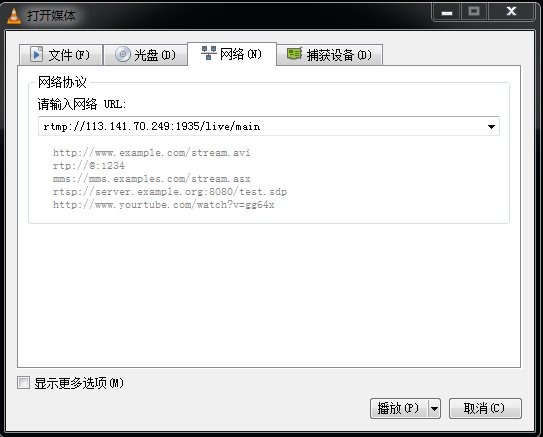 打开媒体
文件(F) 光盘(D) 网络(N) 捕获设备(D)
网络协议
请输入网络 URL:
rtmp://113.141.70.249:1935/live/main
http://www.example.com/stream.avi
rtp://@:1234
mms://mms.examples.com/stream.asx
rtsp://server.example.org:8080/test.sdp
http://www.yourtube.com/watch?v=gg64x
显示更多选项(M)
播放(P) 取消(C)